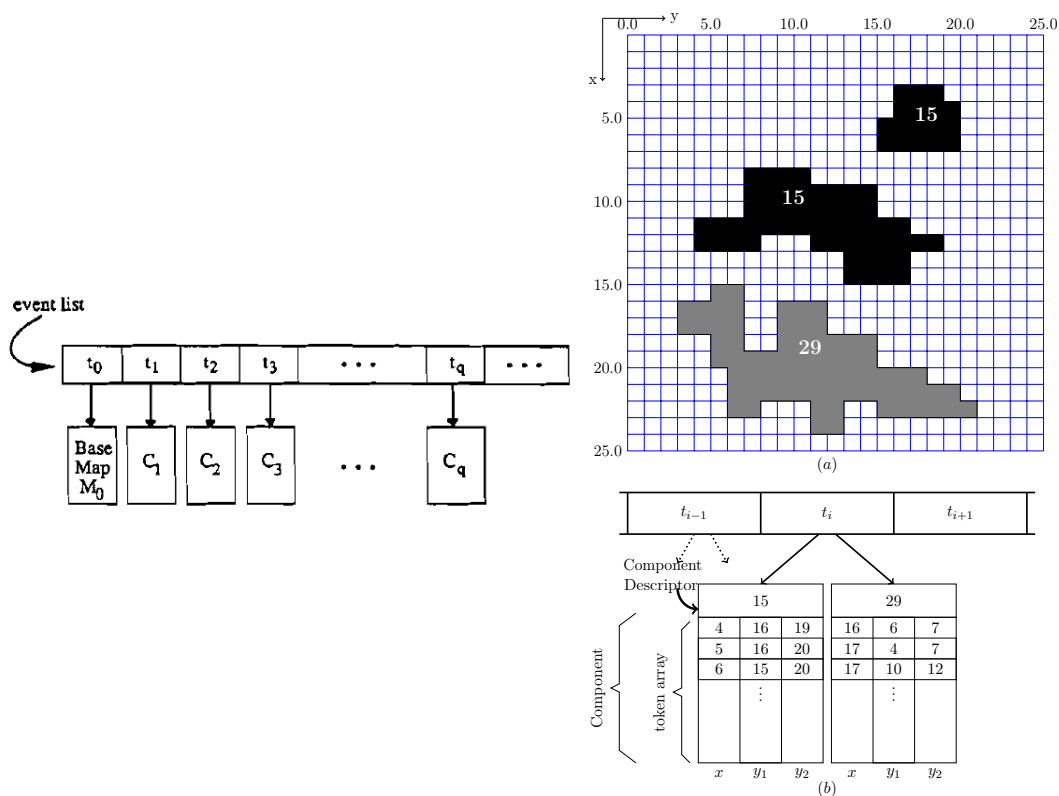 event list
t0 t1 t2 t3 ... tq ...
Base
Map
M0
C1 C2 C3 ... Cq
y
x
0.0 5.0 10.0 15.0 20.0 25.0
5.0
10.0
15.0
20.0
25.0
15
15
29
(a)
ti−1 ti ti+1
Component
Descriptor
15 29
4 16 19 16 6 7
5 16 20 17 4 7
6 15 20 17 10 12
⋮ ⋮
Component
token array
x y1 y2 x y1 y2
(b)